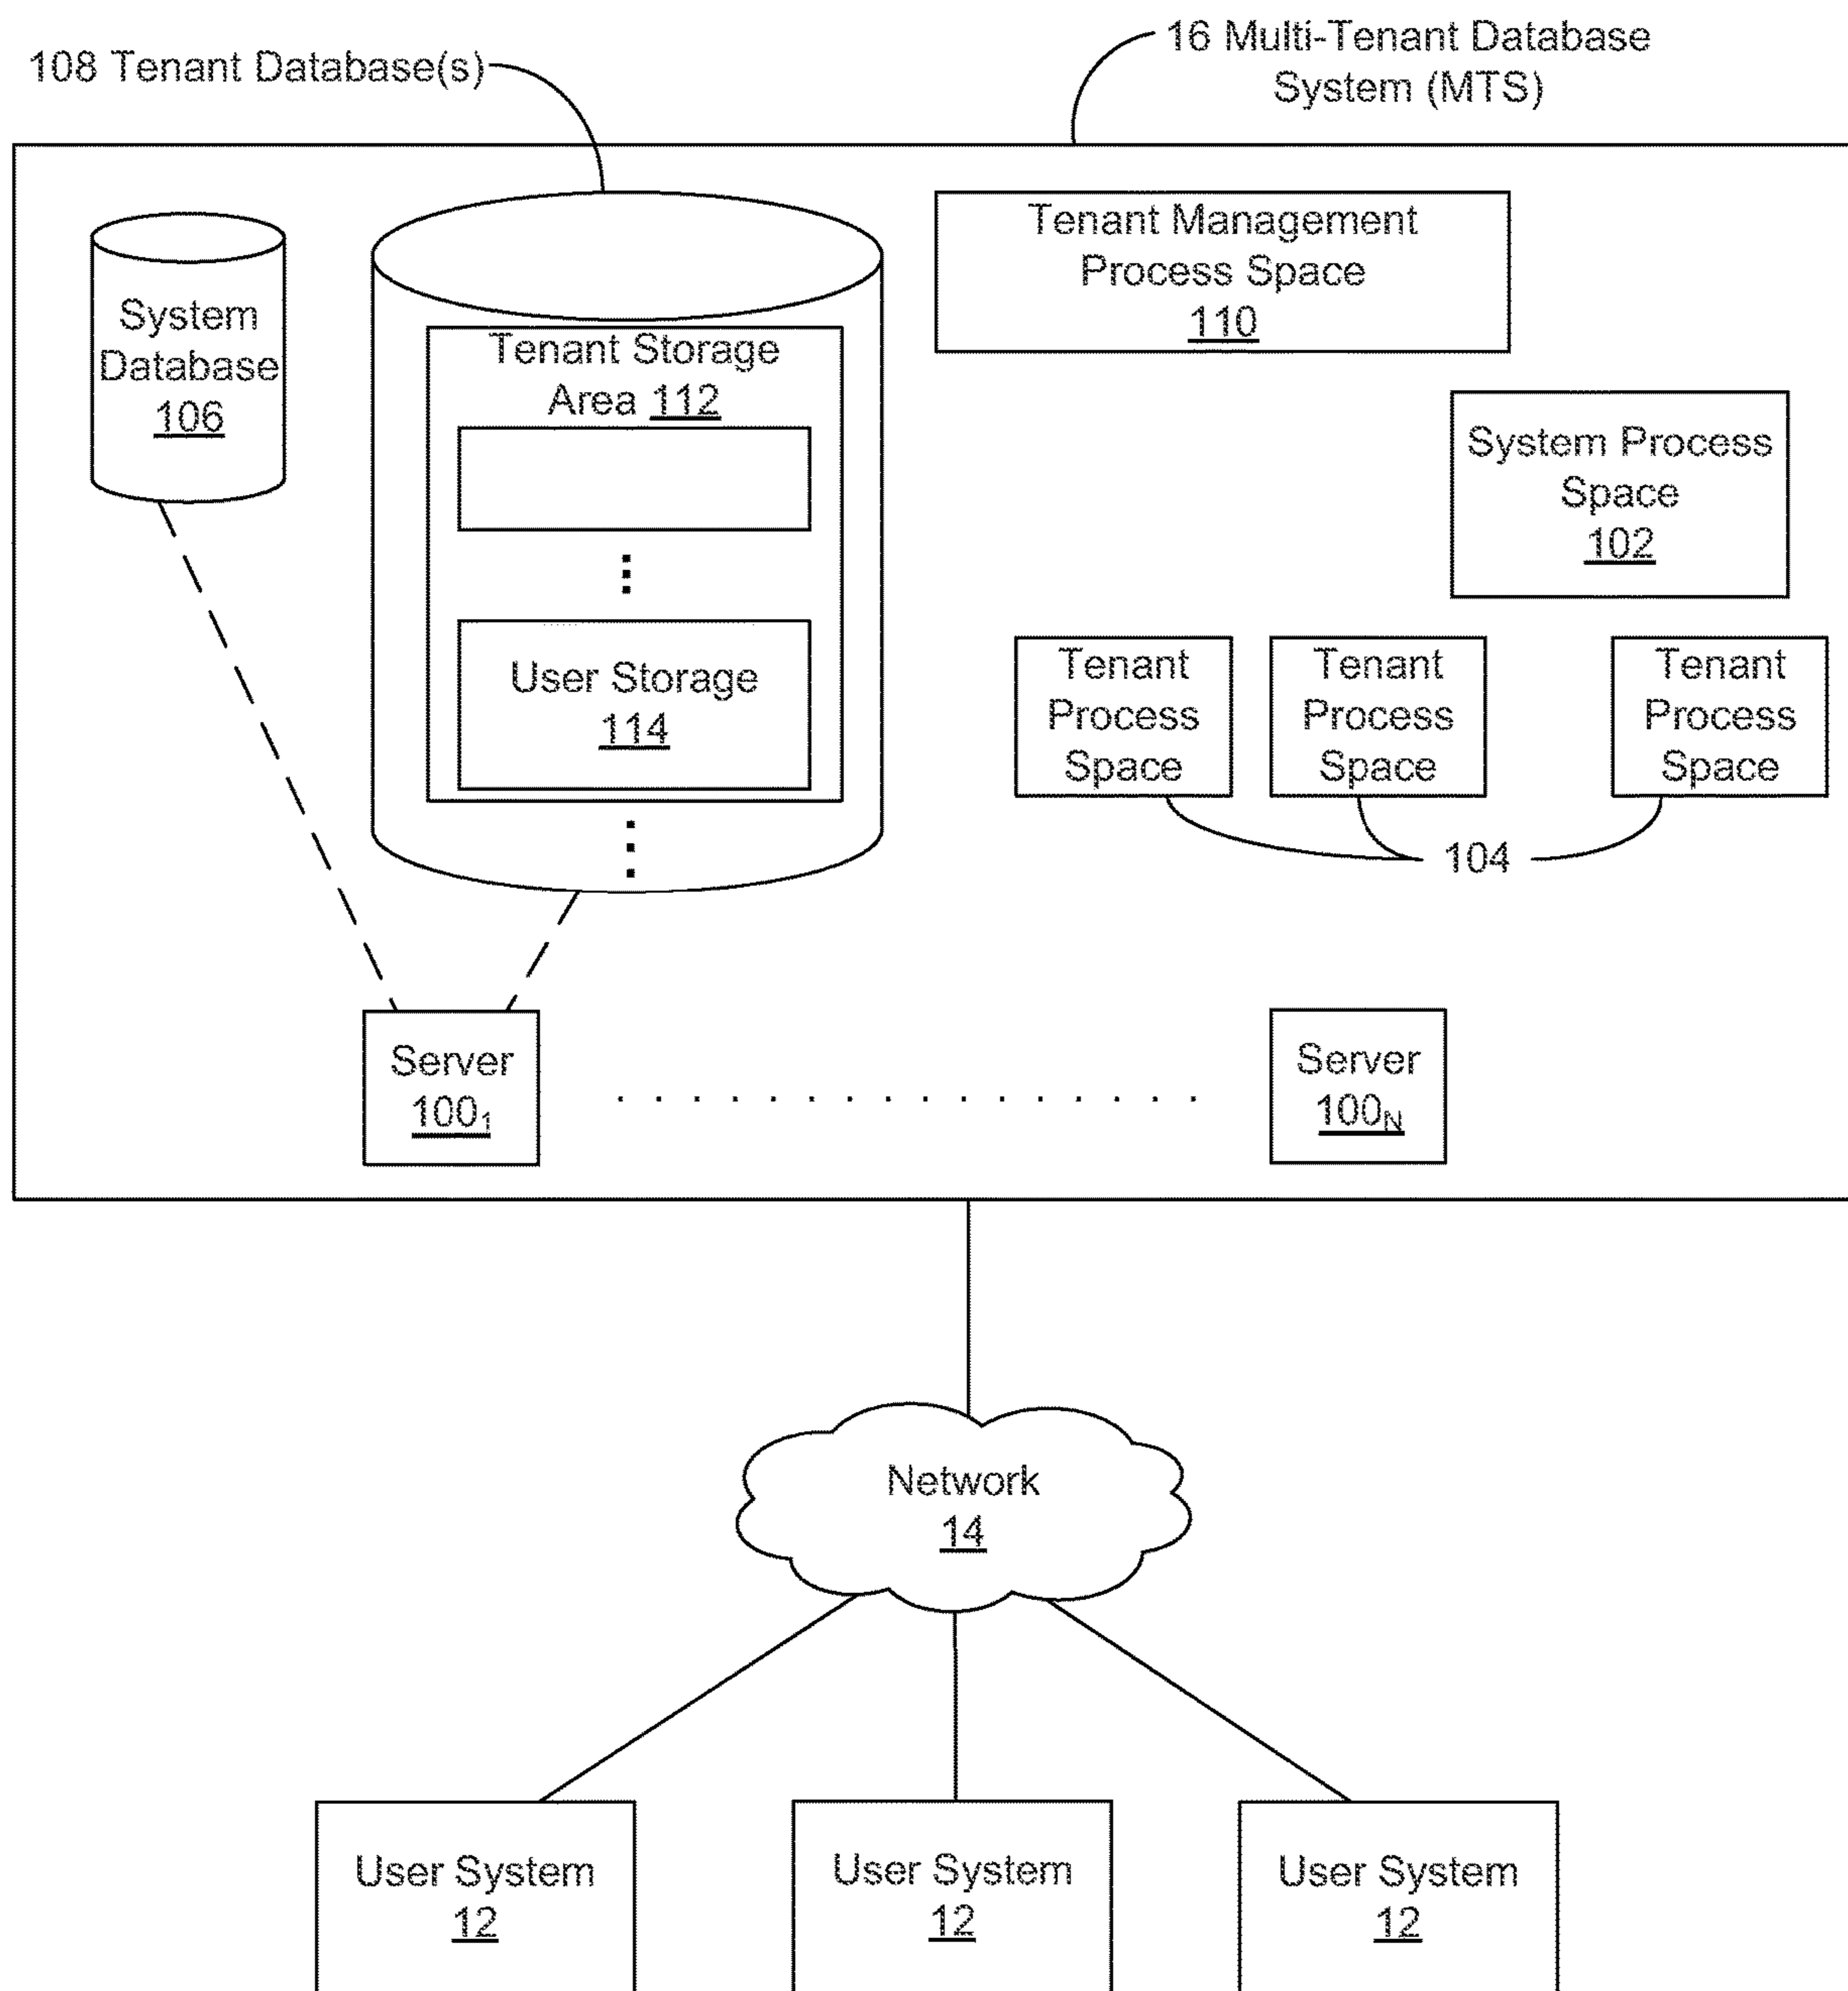 108 Tenant Database(s)
16 Multi-Tenant Database
System (MTS)
System
Database
106
Tenant Storage
Area 112
User Storage
114
Tenant Management
Process Space
110
System Process
Space
102
Tenant
Process
Space
Tenant
Process
Space
Tenant
Process
Space
104
Server
100₁
Server
100_N
Network
14
User System
12
User System
12
User System
12